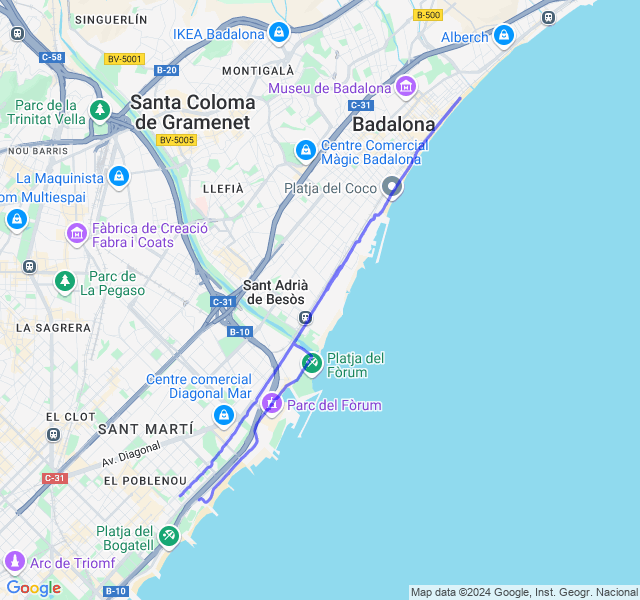 SINGUERLÍN
IKEA Badalona
B-500
Alberch
C-58
BV-5001
B-20
MONTIGALÀ
Museu de Badalona
Parc de la
Trinitat Vella
Santa Coloma
de Gramenet
C-31
Badalona
BV-5005
NOU BARRIS
Centre Comercial
Màgic Badalona
La Maquinista
LLEFIÀ
Platja del Coco
om Multiespai
Fàbrica de Creació
Fabra i Coats
Parc de
La Pegaso
Sant Adrià
de Besòs
C-31
LA SAGRERA
B-10
Platja del
Fòrum
Centre comercial
Diagonal Mar
Parc del Fòrum
EL CLOT
SANT MARTÍ
Av. Diagonal
C-31
EL POBLENOU
Platja del
Bogatell
Arc de Triomf
Google
B-10
Map data ©2024 Google, Inst. Geogr. Nacional